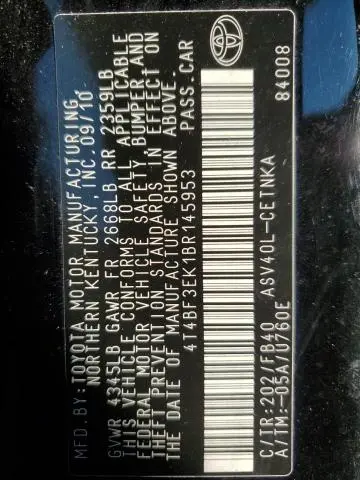 MFD.BY:TOYOTA MOTOR MANUFACTURING,
NORTHERN KENTUCKY,INC.09/10
GVWR 4345LB GAWR FR 2668LB RR 2359LB
THIS VEHICLE CONFORMS TO ALL APPLICABLE
FEDERAL MOTOR VEHICLE SAFETY, BUMPER,AND
THEFT PREVENTION STANDARDS IN EFFECT ON
THE DATE OF MANUFACTURE SHOWN ABOVE.
4T4BF3EK1BR145953 PASS.CAR
C/TR:202/FB40 ASV40L-CETNKA
A/TM:-05A/U760E 84008